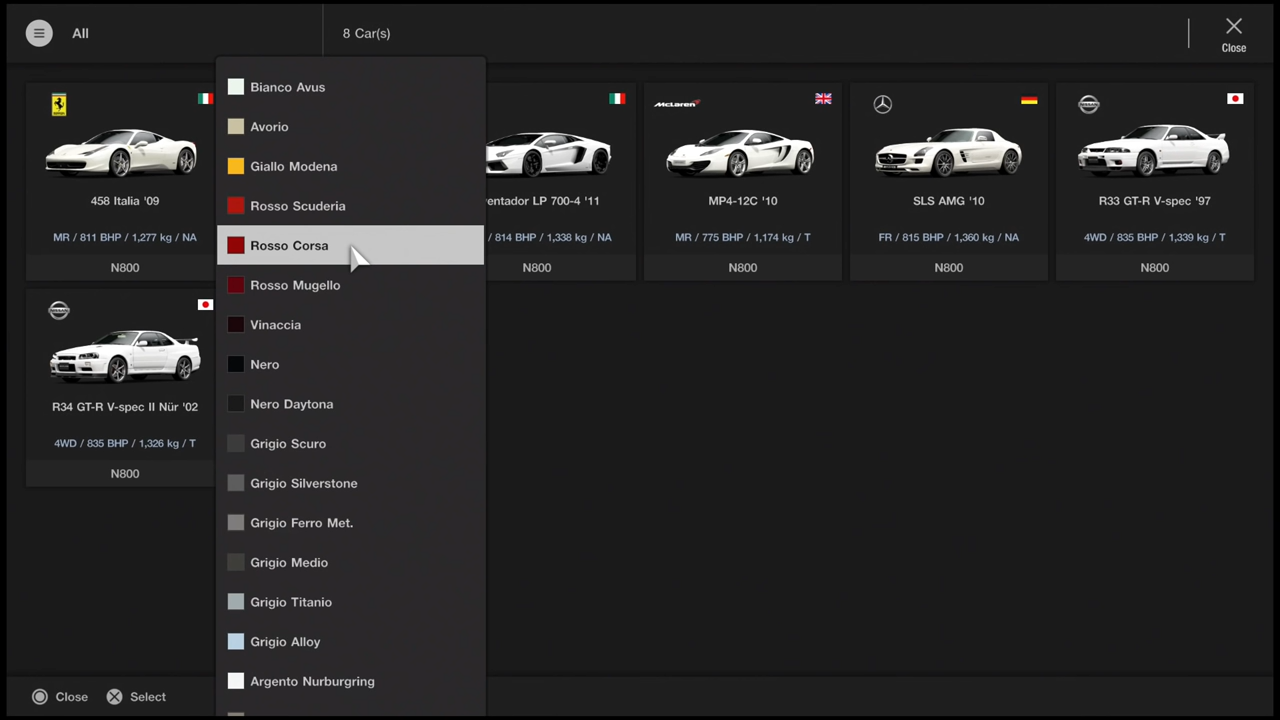 All
8 Car(s)
Close
458 Italia '09
MR / 811 BHP / 1,277 kg / NA
N800
Bianco Avus
Avorio
Giallo Modena
Rosso Scuderia
Rosso Corsa
Rosso Mugello
Vinaccia
Nero
Nero Daytona
Grigio Scuro
Grigio Silverstone
Grigio Ferro Met.
Grigio Medio
Grigio Titanio
Grigio Alloy
Argento Nurburgring
ventador LP 700-4 '11
/ 814 BHP / 1,338 kg / NA
N800
McLaren
MP4-12C '10
MR / 775 BHP / 1,174 kg / T
N800
SLS AMG '10
FR / 815 BHP / 1,360 kg / NA
N800
R33 GT-R V-spec '97
4WD / 835 BHP / 1,339 kg / T
N800
R34 GT-R V-spec II Nür '02
4WD / 835 BHP / 1,326 kg / T
N800
Close
Select